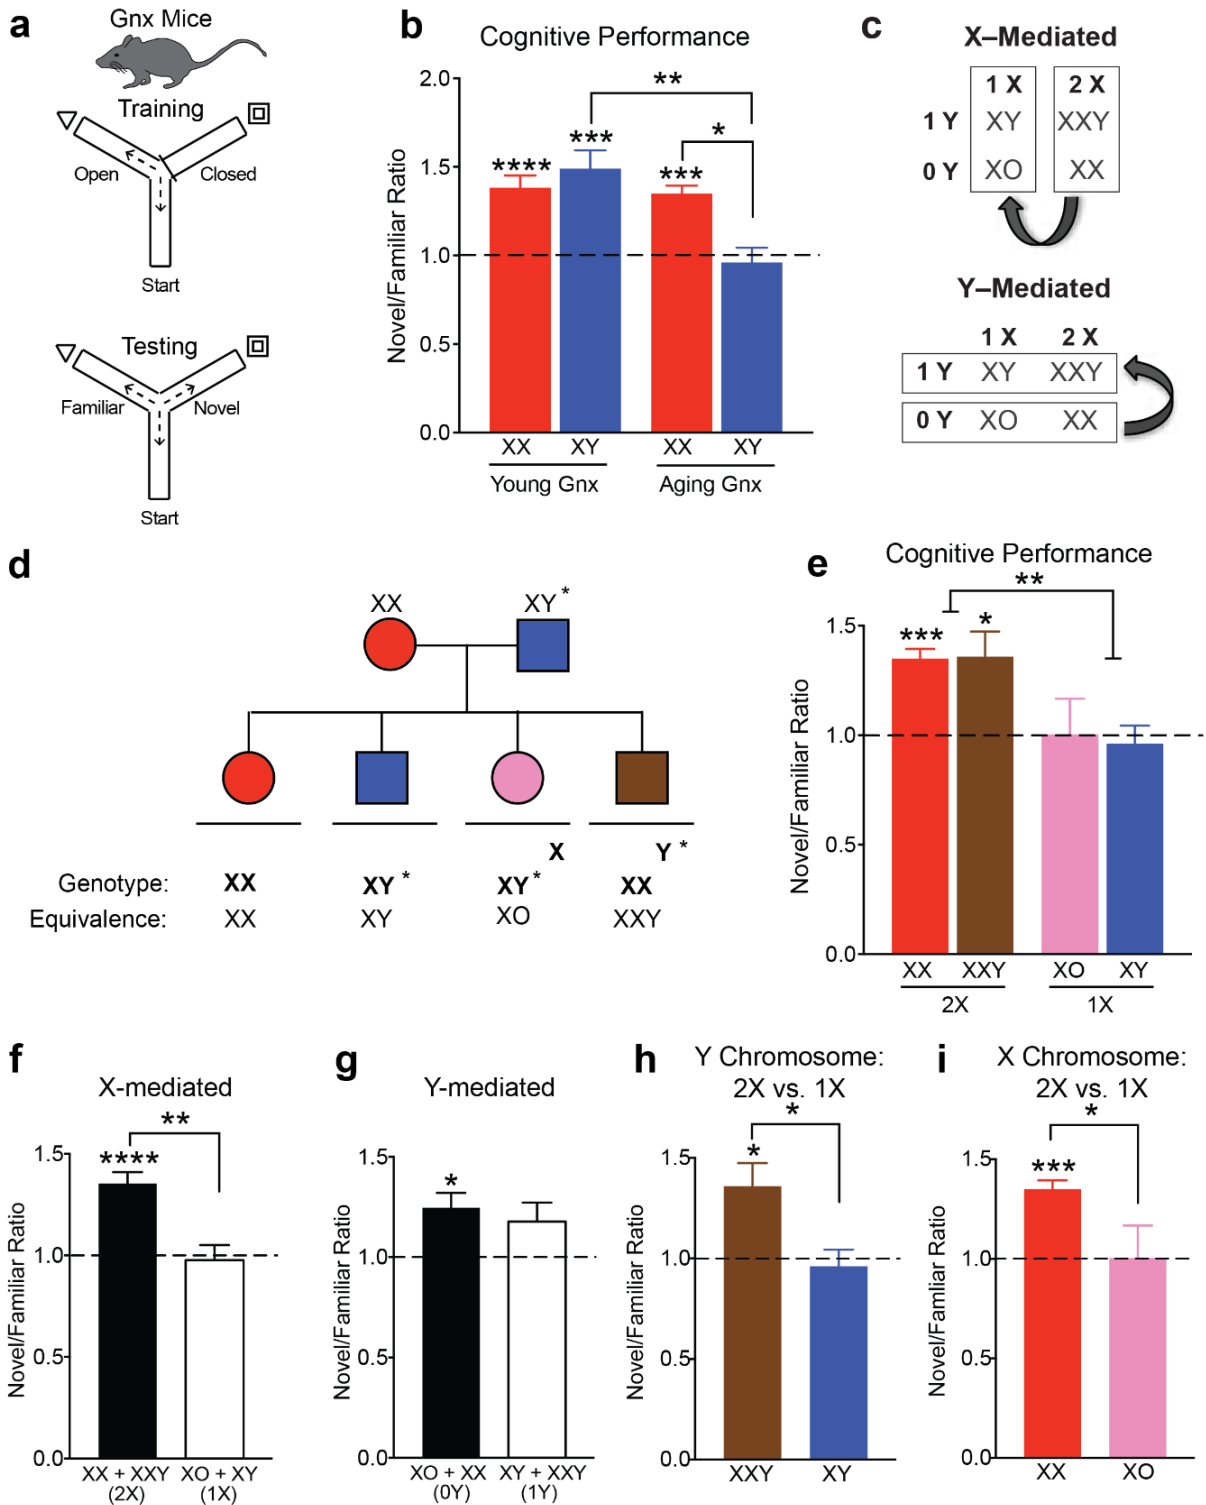 a
Gnx Mice
Training
Open
Closed
Start
Testing
Familiar
Novel
Start
b
Cognitive Performance
Novel/Familiar Ratio
2.0
1.5
1.0
0.5
0.0
**
*
****
***
***
XX
XY
XX
XY
Young Gnx
Aging Gnx
c
X–Mediated
1 X
2 X
1 Y
XY
XXY
0 Y
XO
XX
Y–Mediated
1 X
2 X
1 Y
XY
XXY
0 Y
XO
XX
d
XX
XY *
X
Y *
Genotype:
XX
XY *
XY *
XX
Equivalence:
XX
XY
XO
XXY
e
Cognitive Performance
Novel/Familiar Ratio
1.5
1.0
0.5
0.0
**
***
*
XX
XXY
XO
XY
2X
1X
f
X-mediated
Novel/Familiar Ratio
1.5
1.0
0.5
0.0
**
****
XX + XXY
(2X)
XO + XY
(1X)
g
Y-mediated
Novel/Familiar Ratio
1.5
1.0
0.5
0.0
*
XO + XX
(0Y)
XY + XXY
(1Y)
h
Y Chromosome:
2X vs. 1X
Novel/Familiar Ratio
1.5
1.0
0.5
0.0
*
*
XXY
XY
i
X Chromosome:
2X vs. 1X
Novel/Famliar Ratio
1.5
1.0
0.5
0.0
*
***
XX
XO